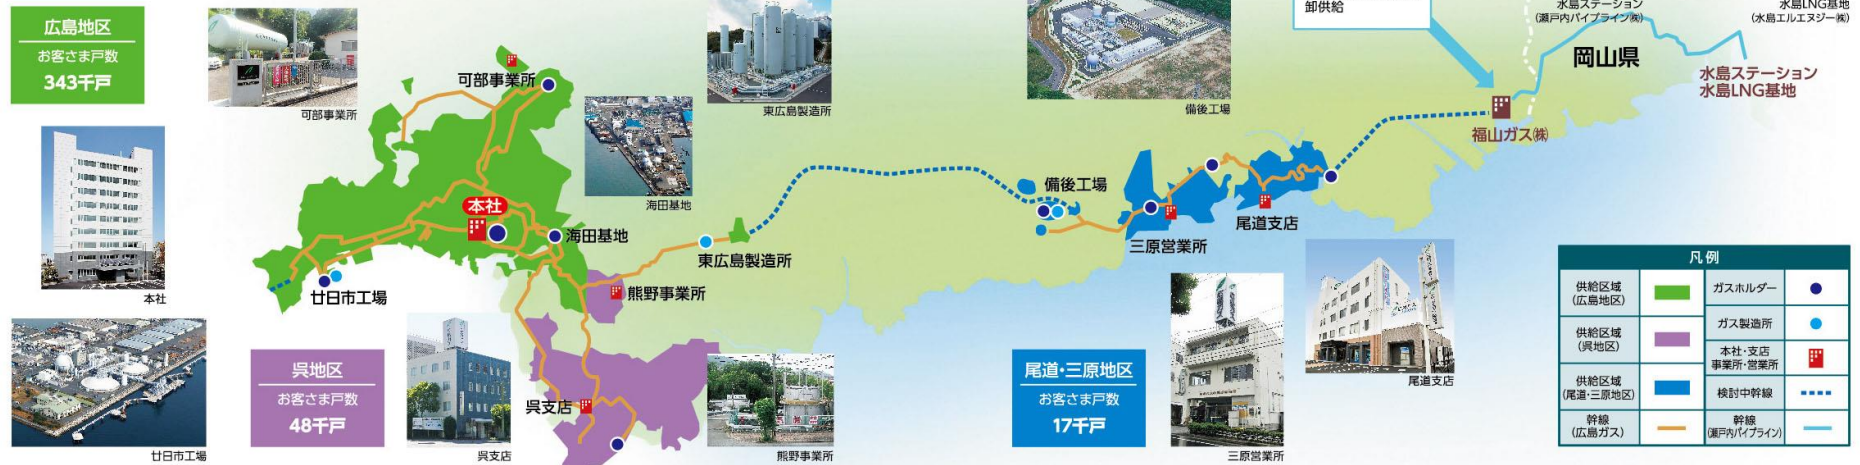 広島地区
お客さま戸数
343千戸
可部事業所
可部事業所
東広島製造所
備後工場
卸供給
水島ステーション
(瀬戸内パイプライン㈱)
水島LNG基地
(水島エルエヌジー㈱)
岡山県
水島ステーション
水島LNG基地
福山ガス㈱
本社
海田基地
本社
海田基地
廿日市工場
東広島製造所
熊野事業所
備後工場
三原営業所
尾道支店
廿日市工場
呉地区
お客さま戸数
48千戸
呉支店
呉支店
熊野事業所
尾道・三原地区
お客さま戸数
17千戸
三原営業所
尾道支店
凡例
供給区域
(広島地区)
ガスホルダー
供給区域
(呉地区)
ガス製造所
本社・支店
事業所・営業所
供給区域
(尾道・三原地区)
検討中幹線
幹線
(広島ガス)
幹線
(瀬戸内パイプライン)